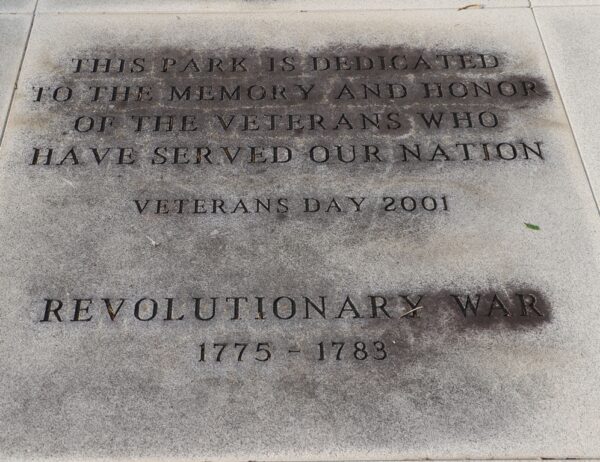 THIS PARK IS DEDICATED
TO THE MEMORY AND HONOR
OF THE VETERANS WHO
HAVE SERVED OUR NATION
VETERANS DAY 2001
REVOLUTIONARY WAR
1775 - 1783